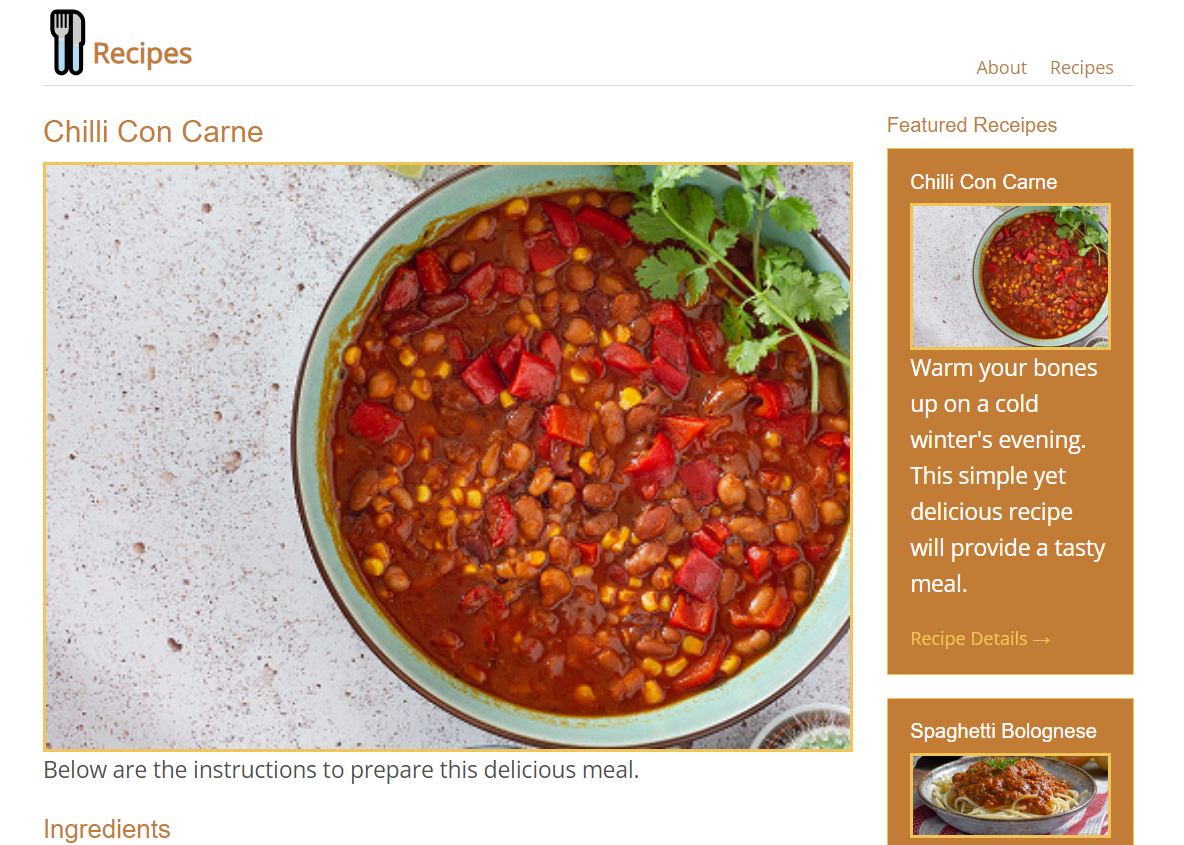 Recipes
About Recipes
Chilli Con Carne
Below are the instructions to prepare this delicious meal.
Ingredients
Featured Receipes
Chilli Con Carne
Warm your bones
up on a cold
winter's evening.
This simple yet
delicious recipe
will provide a tasty
meal.
Recipe Details →
Spaghetti Bolognese